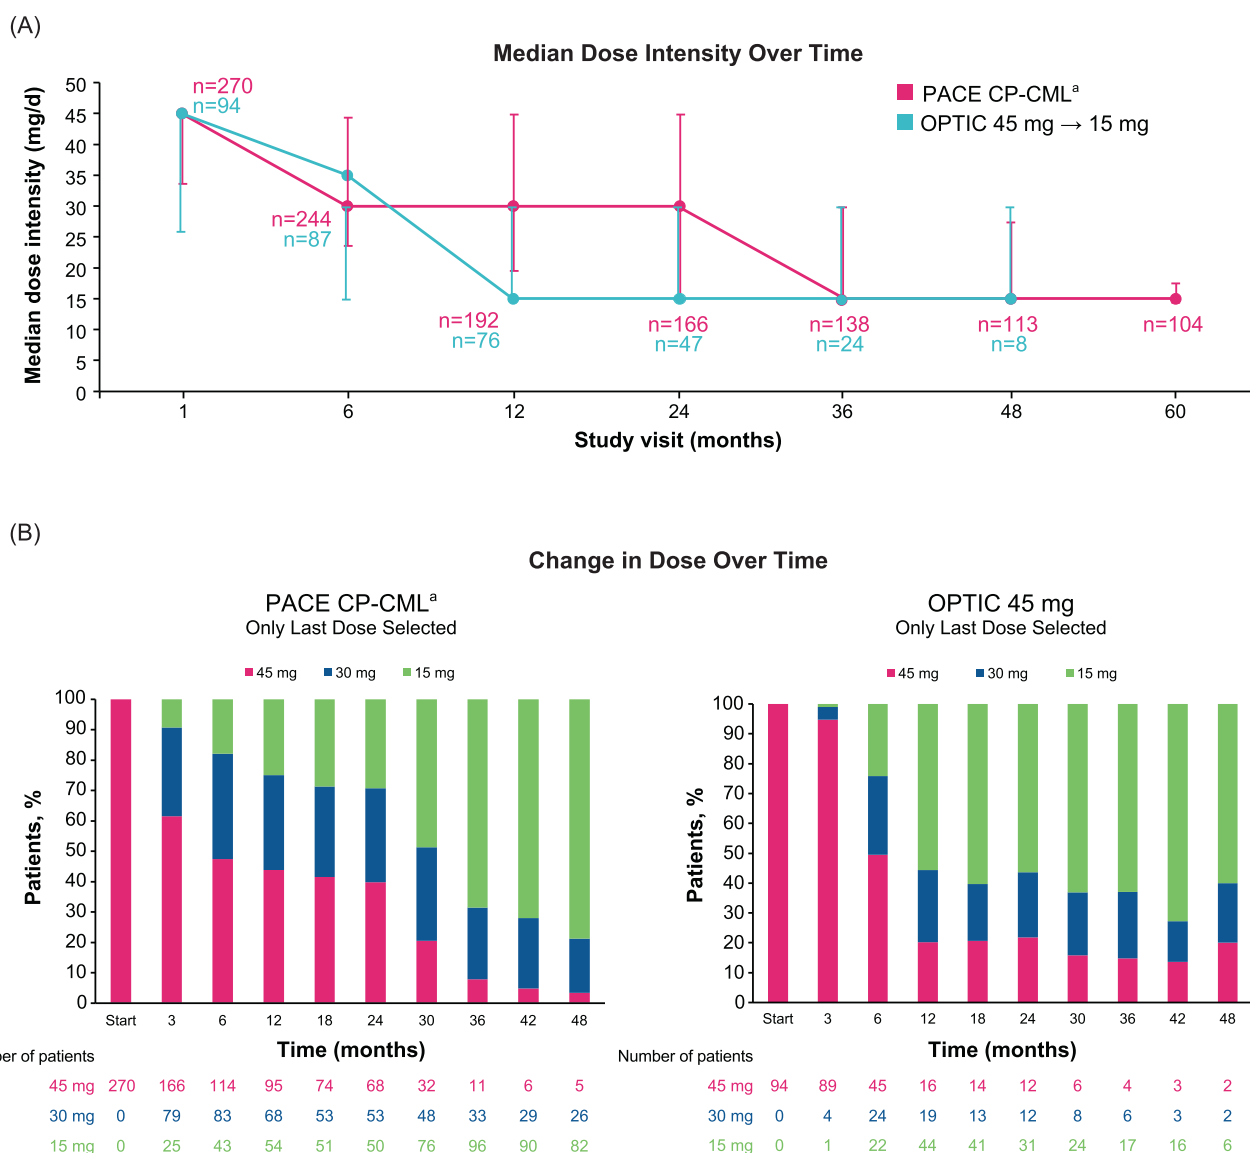 (A)
Median Dose Intensity Over Time
PACE CP-CMLa
OPTIC 45 mg → 15 mg
Median dose intensity (mg/d)
50
45
40
35
30
25
20
15
10
5
0
n=270
n=94
n=244
n=87
n=192
n=76
n=166
n=47
n=138
n=24
n=113
n=8
n=104
1 6 12 24 36 48 60
Study visit (months)
(B)
Change in Dose Over Time
PACE CP-CMLa
Only Last Dose Selected
45 mg 30 mg 15 mg
Patients, %
100
90
80
70
60
50
40
30
20
10
0
Start 3 6 12 18 24 30 36 42 48
Time (months)
er of patients
45 mg 270 166 114 95 74 68 32 11 6 5
30 mg 0 79 83 68 53 53 48 33 29 26
15 mg 0 25 43 54 51 50 76 96 90 82
OPTIC 45 mg
Only Last Dose Selected
45 mg 30 mg 15 mg
Patients, %
100
90
80
70
60
50
40
30
20
10
0
Start 3 6 12 18 24 30 36 42 48
Time (months)
Number of patients
45 mg 94 89 45 16 14 12 6 4 3 2
30 mg 0 4 24 19 13 12 8 6 3 2
15 mg 0 1 22 44 41 31 24 17 16 6